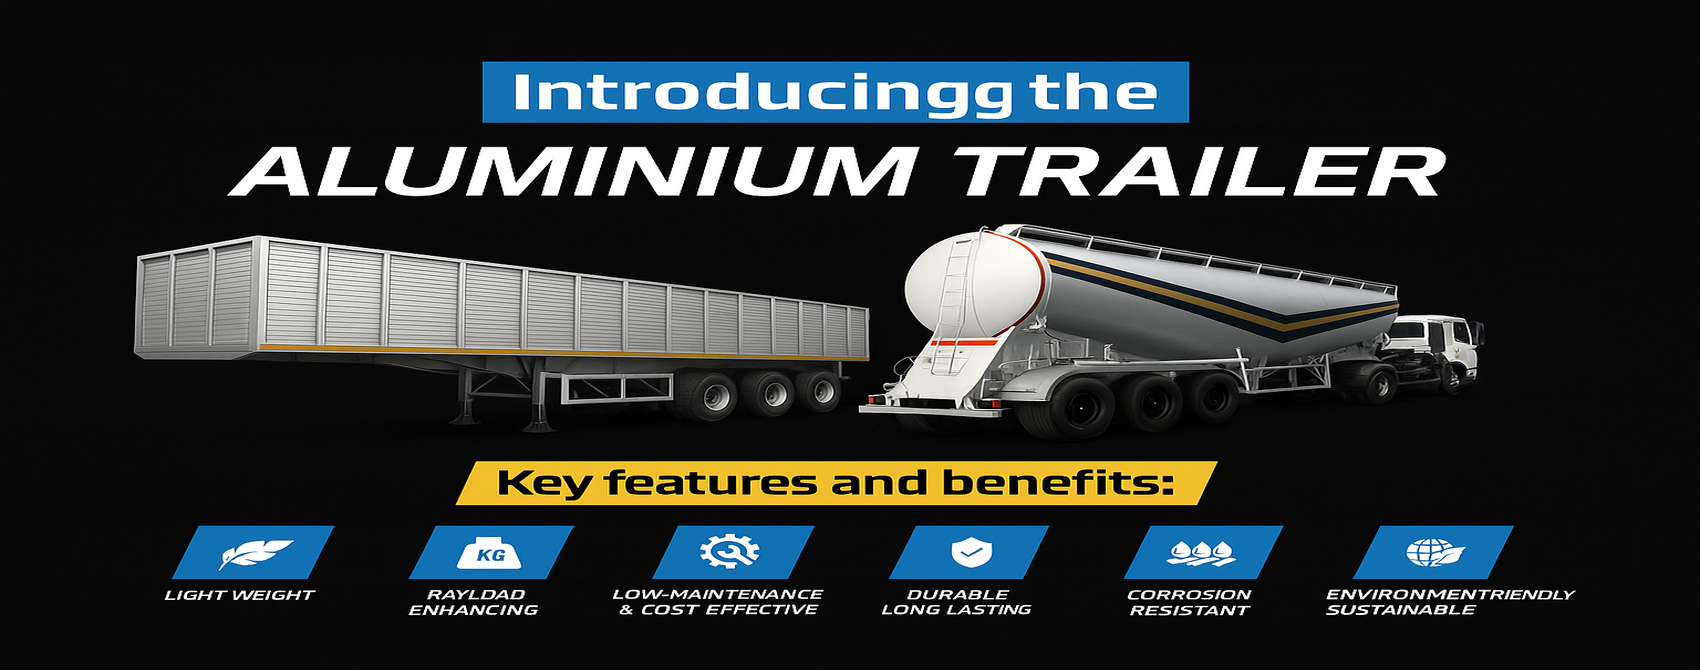 Introducingg the
ALUMINIUM TRAILER
Key features and benefits:
KG
LIGHT WEIGHT
RAYLDAD
ENHANCING
LOW-MAINTENANCE
& COST EFFECTIVE
DURABLE
LONG LASTING
CORROSION
RESISTANT
ENVIRONMENTRIENDLY
SUSTAINABLE